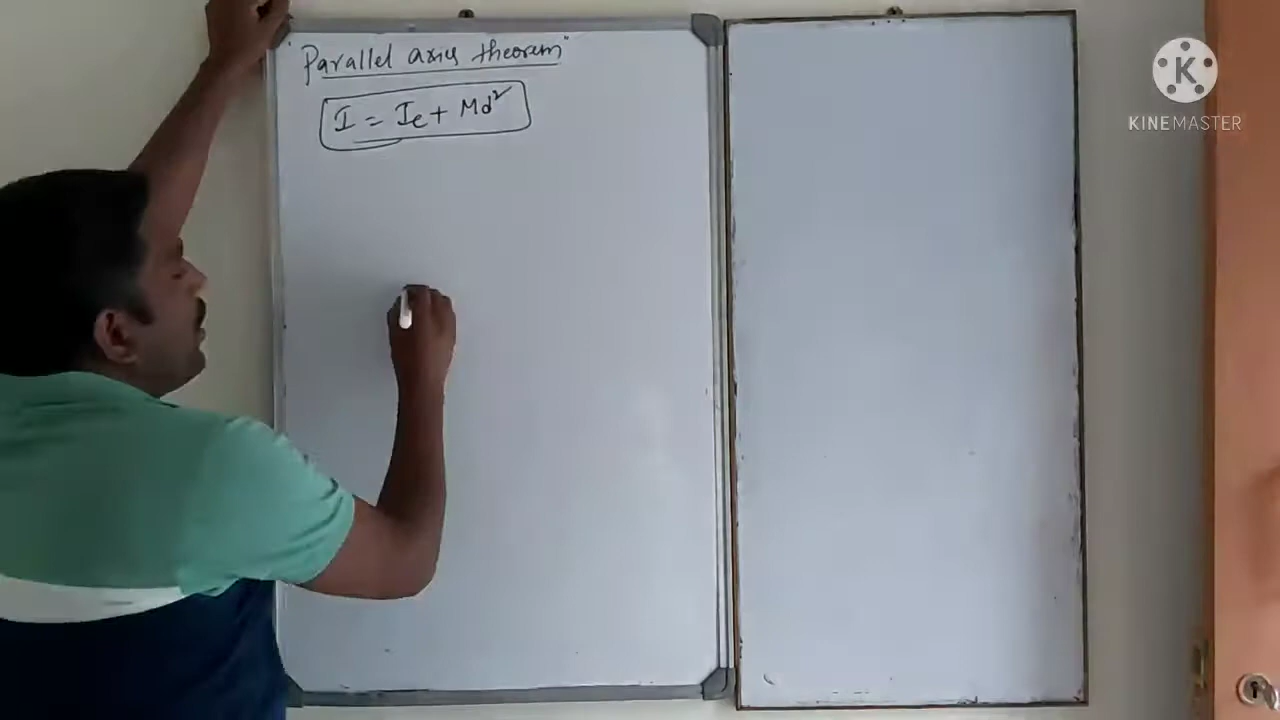 "Parallel axis theorem"
I = Ic + Md²
K
KINEMASTER